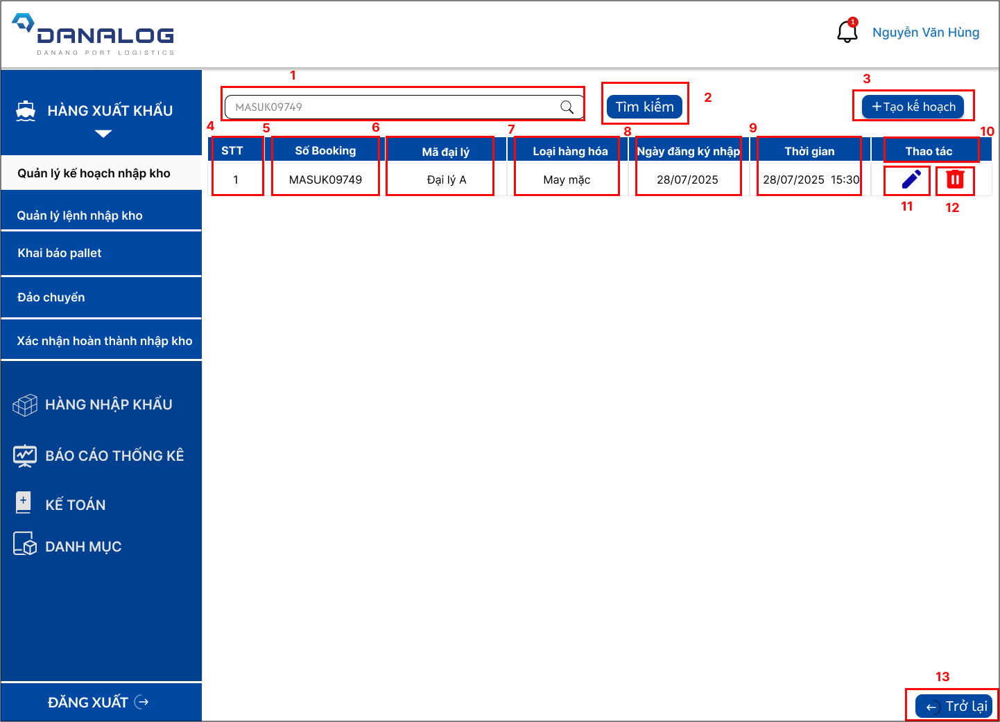 DANALOG
DANANG PORT LOGISTICS
1
Nguyễn Văn Hùng
1
2
3
MASUK09749
Tìm kiếm
+Tạo kế hoạch
HÀNG XUẤT KHẨU
4 5 6 7 8 9 10
STT Số Booking Mã đại lý Loại hàng hóa Ngày đăng ký nhập Thời gian Thao tác
1 MASUK09749 Đại lý A May mặc 28/07/2025 28/07/2025 15:30
11 12
Quản lý kế hoạch nhập kho
Quản lý lệnh nhập kho
Khai báo pallet
Đảo chuyển
Xác nhận hoàn thành nhập kho
HÀNG NHẬP KHẨU
BÁO CÁO THỐNG KÊ
KẾ TOÁN
DANH MỤC
ĐĂNG XUẤT
13
Trở lại